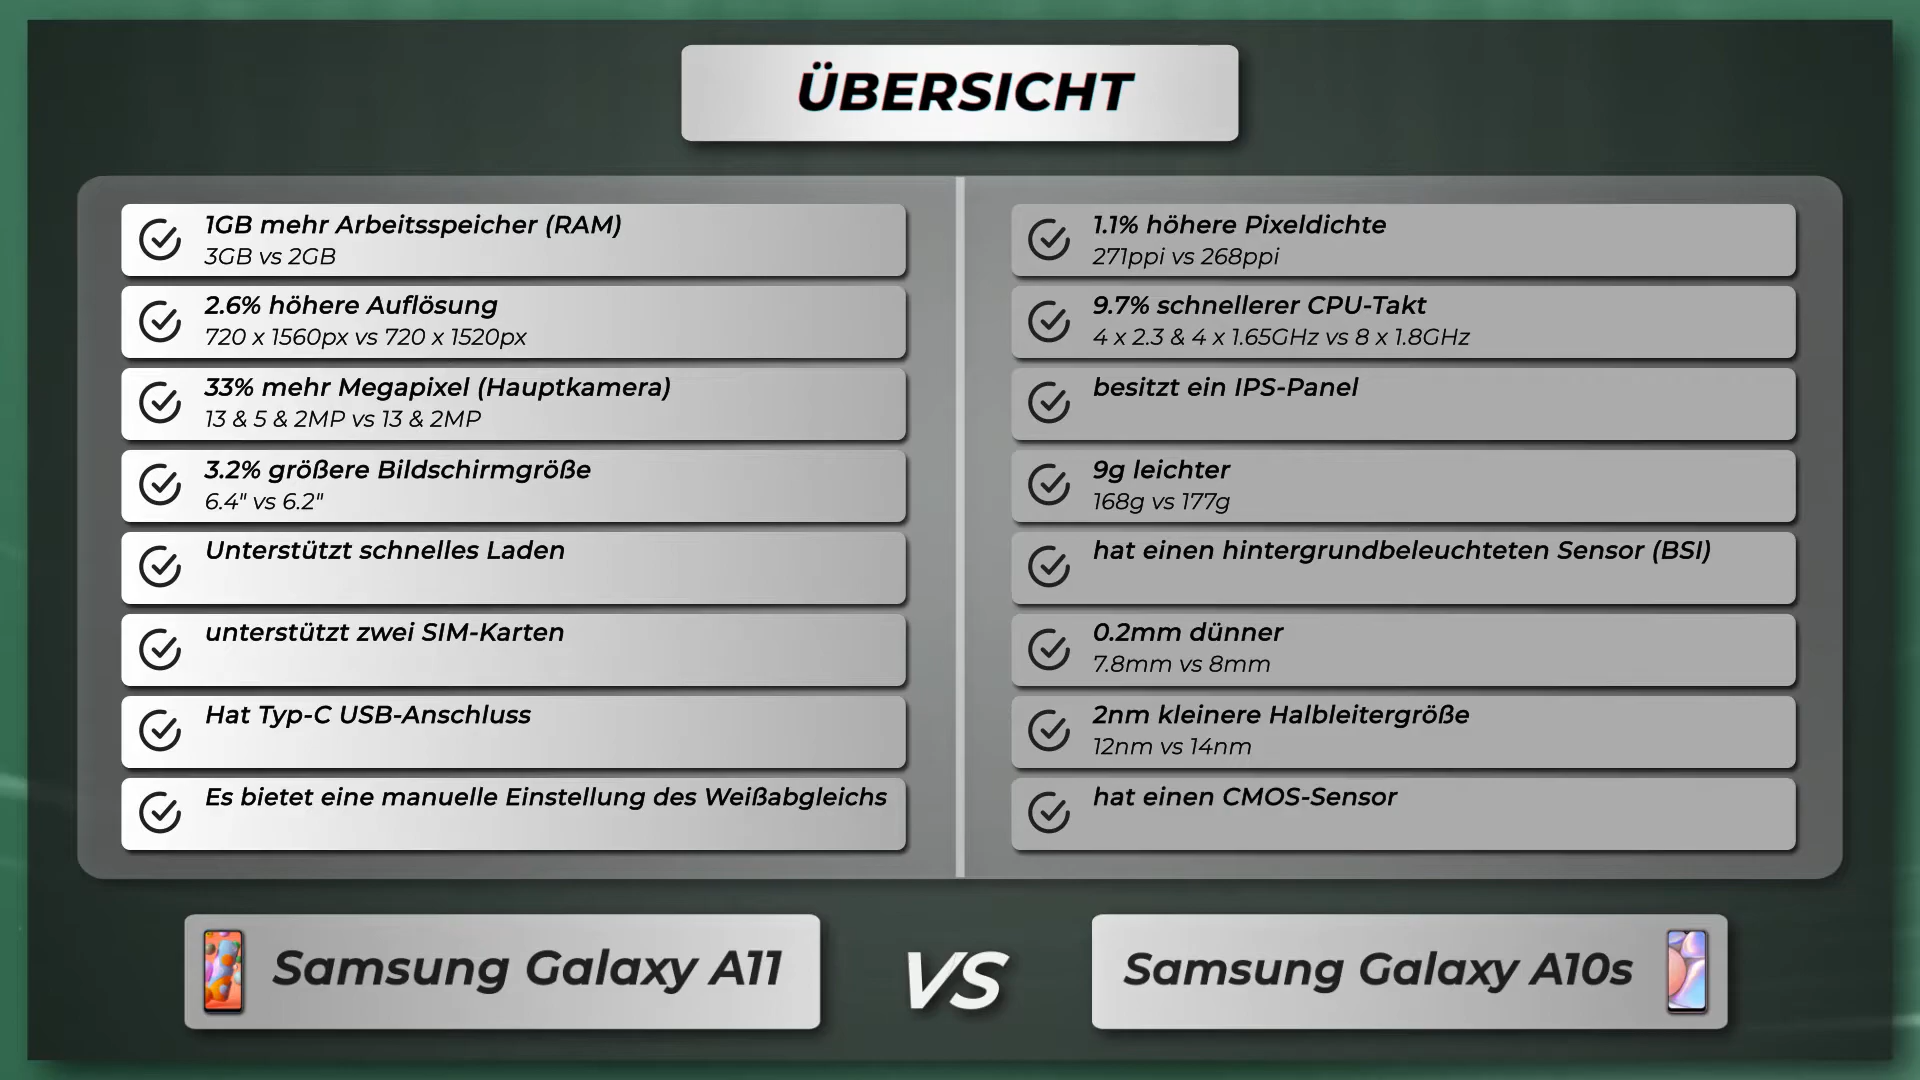 ÜBERSICHT
1GB mehr Arbeitsspeicher (RAM)
3GB vs 2GB
2.6% höhere Auflösung
720 x 1560px vs 720 x 1520px
33% mehr Megapixel (Hauptkamera)
13 & 5 & 2MP vs 13 & 2MP
3.2% größere Bildschirmgröße
6.4" vs 6.2"
Unterstützt schnelles Laden
unterstützt zwei SIM-Karten
Hat Typ-C USB-Anschluss
Es bietet eine manuelle Einstellung des Weißabgleichs
1.1% höhere Pixeldichte
271ppi vs 268ppi
9.7% schnellerer CPU-Takt
4 x 2.3 & 4 x 1.65GHz vs 8 x 1.8GHz
besitzt ein IPS-Panel
9g leichter
168g vs 177g
hat einen hintergrundbeleuchteten Sensor (BSI)
0.2mm dünner
7.8mm vs 8mm
2nm kleinere Halbleitergröße
12nm vs 14nm
hat einen CMOS-Sensor
Samsung Galaxy A11
VS
Samsung Galaxy A10s